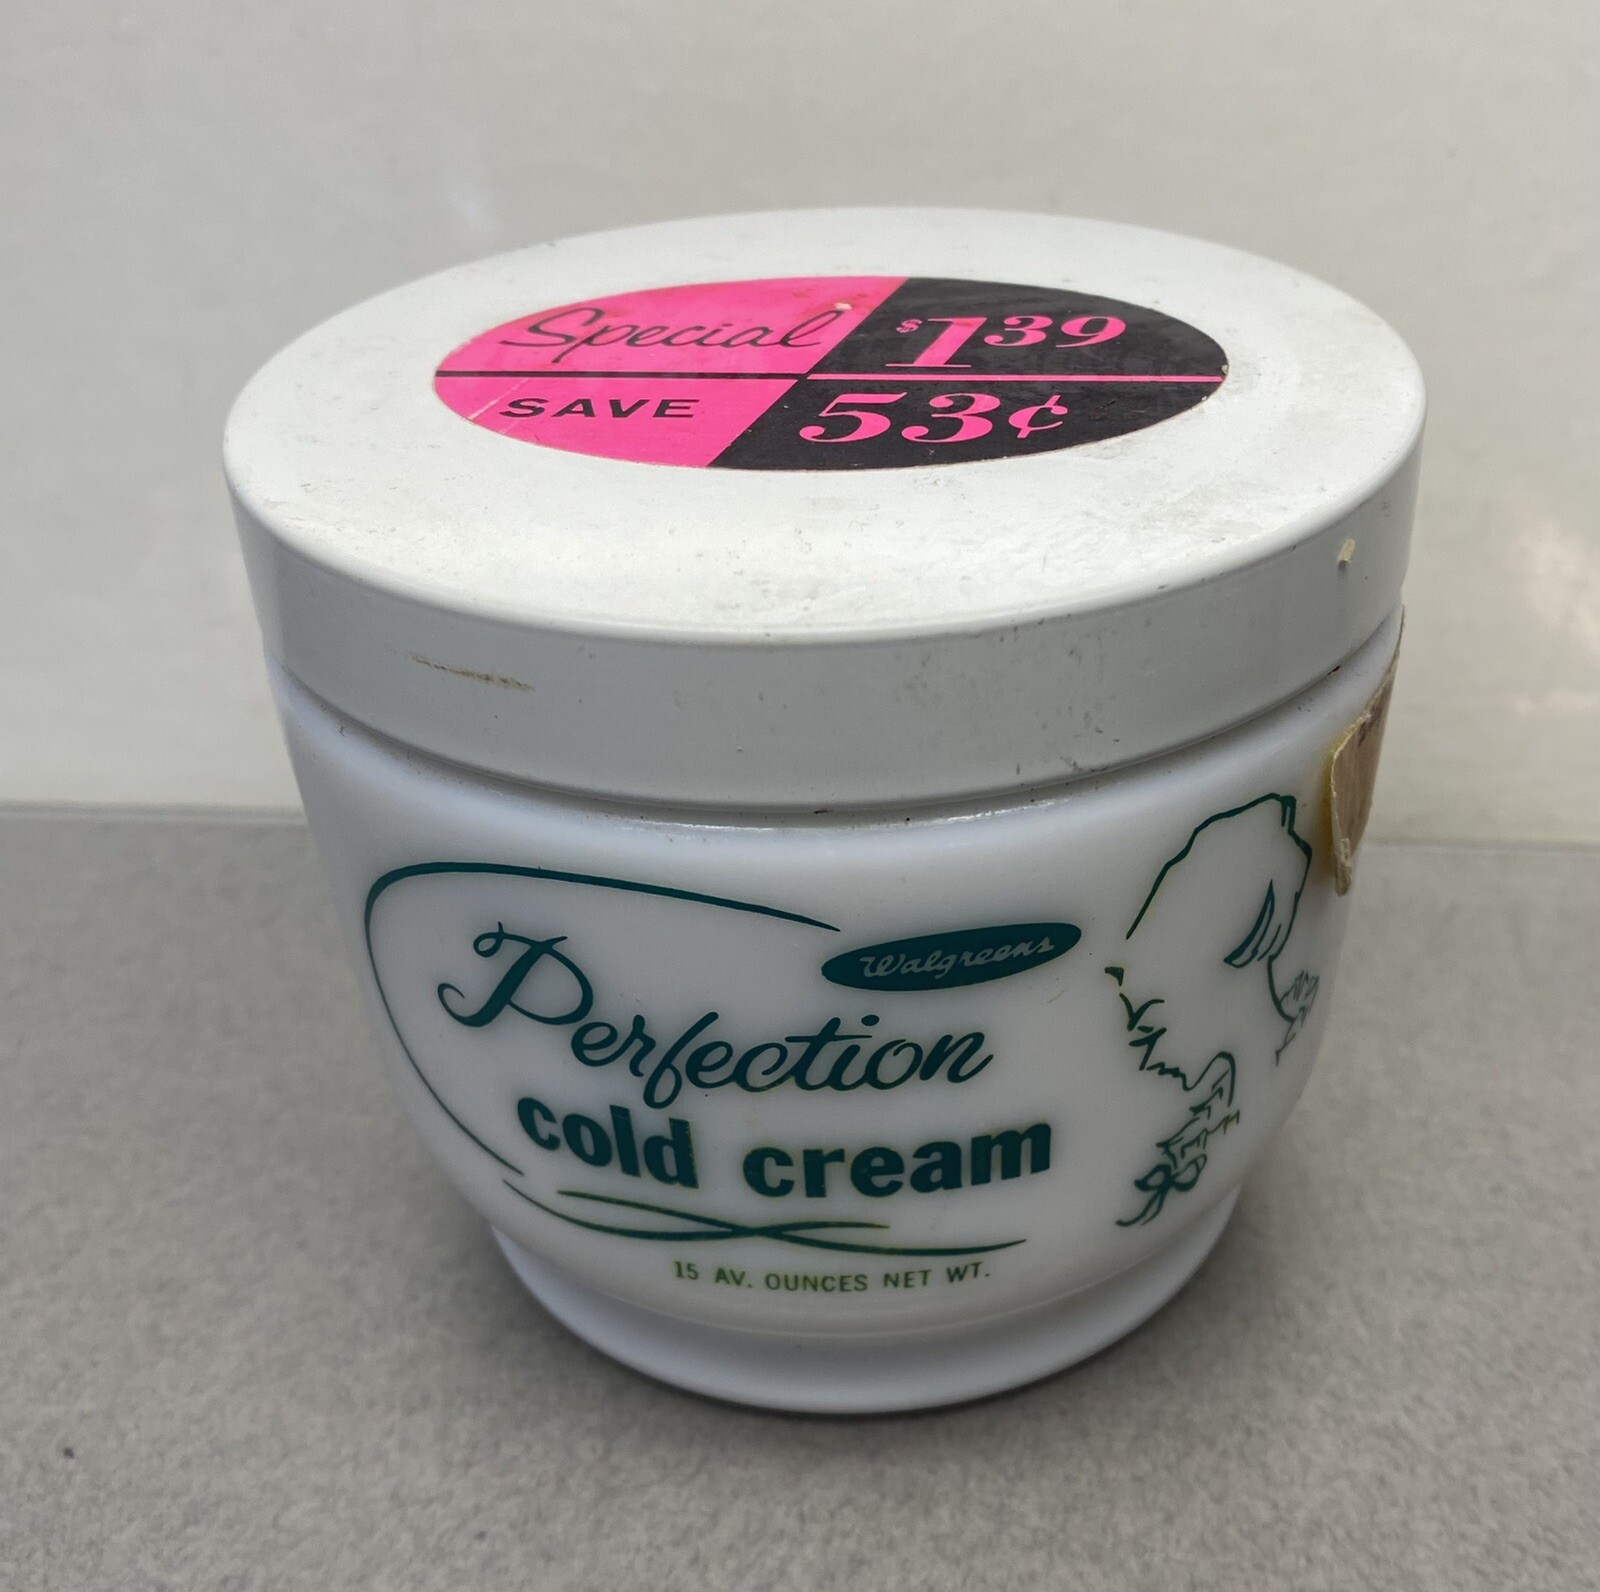 Special $1 39
SAVE 53¢
Walgreens
Perfection
cold cream
15 AV. OUNCES NET WT.